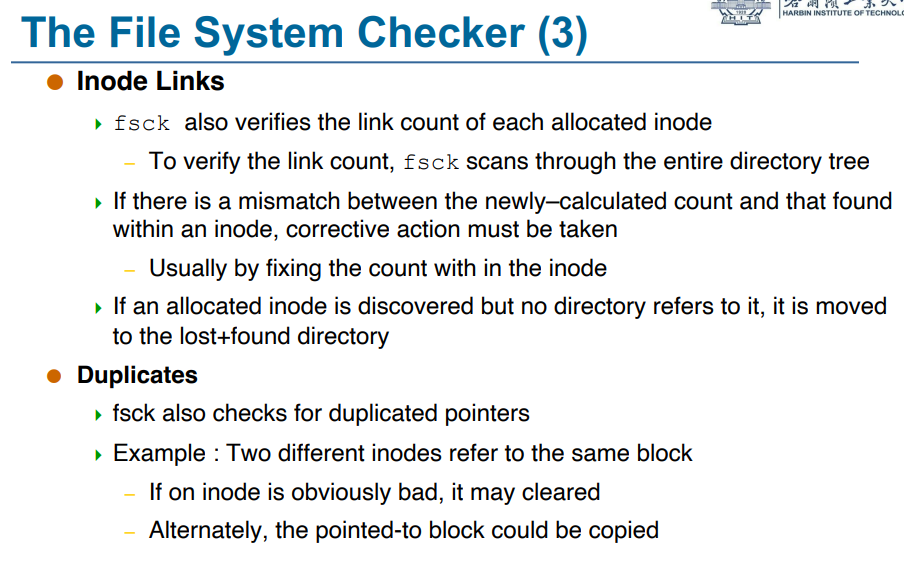 HARBIN INSTITUTE OF TECHNOLO
The File System Checker (3)
Inode Links
fsck also verifies the link count of each allocated inode
– To verify the link count, fsck scans through the entire directory tree
If there is a mismatch between the newly–calculated count and that found
within an inode, corrective action must be taken
– Usually by fixing the count with in the inode
If an allocated inode is discovered but no directory refers to it, it is moved
to the lost+found directory
Duplicates
fsck also checks for duplicated pointers
Example : Two different inodes refer to the same block
– If on inode is obviously bad, it may cleared
– Alternately, the pointed-to block could be copied